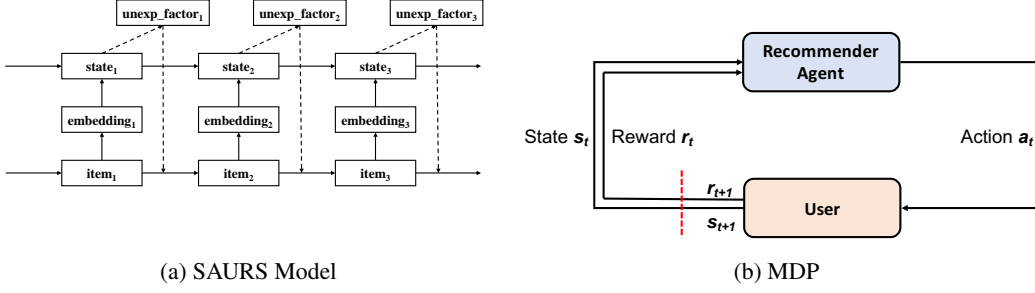 unexp_factor₁ unexp_factor₂ unexp_factor₃
state₁ state₂ state₃
embedding₁ embedding₂ embedding₃
item₁ item₂ item₃
(a) SAURS Model
Recommender
Agent
State sₜ Reward rₜ Action aₜ
rₜ₊₁
User
sₜ₊₁
(b) MDP